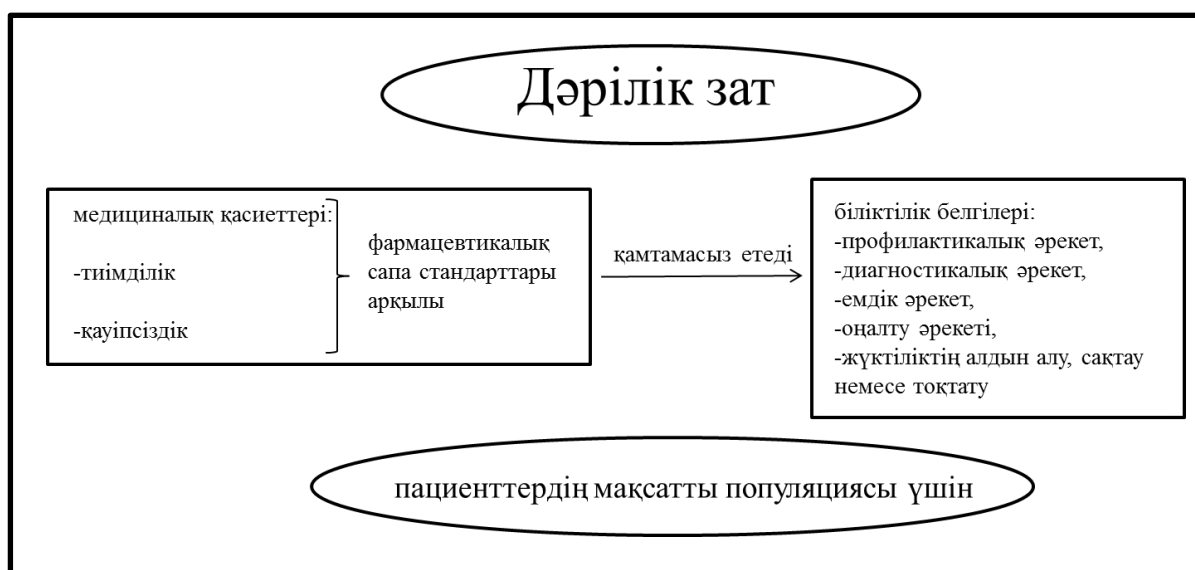 Дәрілік зат
медициналық қасиеттері:
-тиімділік
-қауіпсіздік
фармацевтикалық
сапа стандарттары
арқылы
қамтамасыз етеді
біліктілік белгілері:
-профилактикалық әрекет,
-диагностикалық әрекет,
-емдік әрекет,
-оңалту әрекеті,
-жүктіліктің алдын алу, сақтау
немесе тоқтату
пациенттердің мақсатты популяциясы үшін